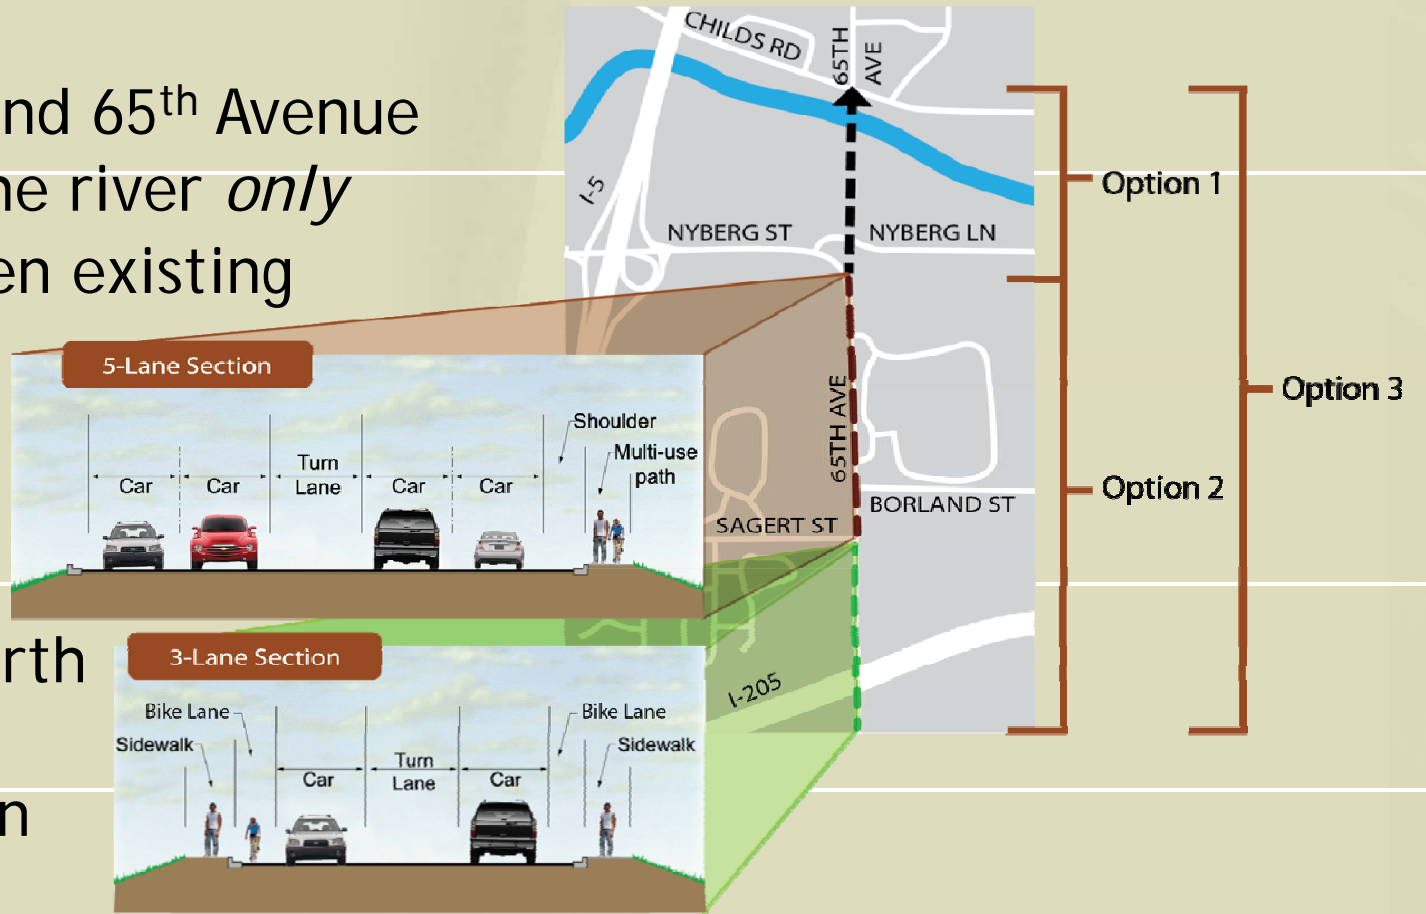 nd 65th Avenue
ne river only
en existing
rth
n
CHILDS RD
65TH AVE
I-5
NYBERG ST
NYBERG LN
65TH AVE
SAGERT ST
BORLAND ST
I-205
Option 1
Option 2
Option 3
5-Lane Section
Shoulder
Multi-use
path
Car
Car
Turn
Lane
Car
Car
3-Lane Section
Bike Lane
Bike Lane
Sidewalk
Sidewalk
Car
Turn
Lane
Car